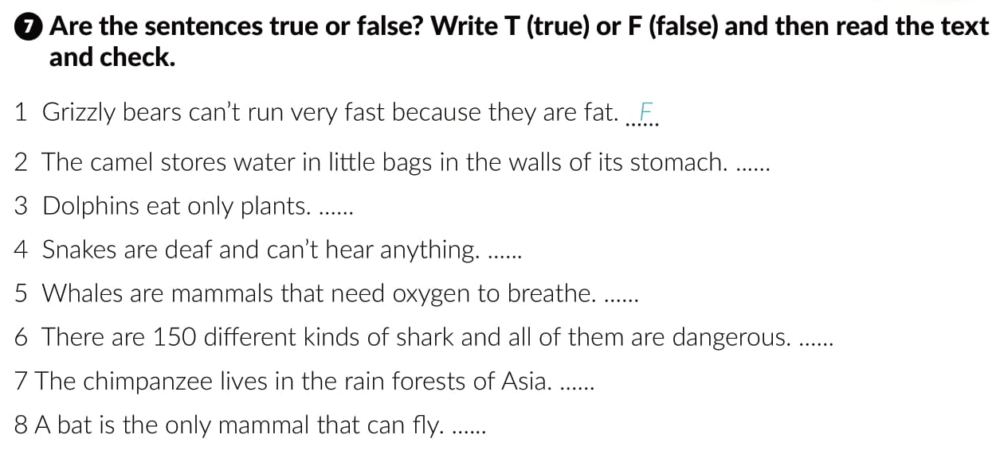 7 Are the sentences true or false? Write T (true) or F (false) and then read the text
and check.
1 Grizzly bears can't run very fast because they are fat. ..F...
2 The camel stores water in little bags in the walls of its stomach. ......
3 Dolphins eat only plants. ......
4 Snakes are deaf and can't hear anything. ......
5 Whales are mammals that need oxygen to breathe. ......
6 There are 150 different kinds of shark and all of them are dangerous. ......
7 The chimpanzee lives in the rain forests of Asia. ......
8 A bat is the only mammal that can fly. ......